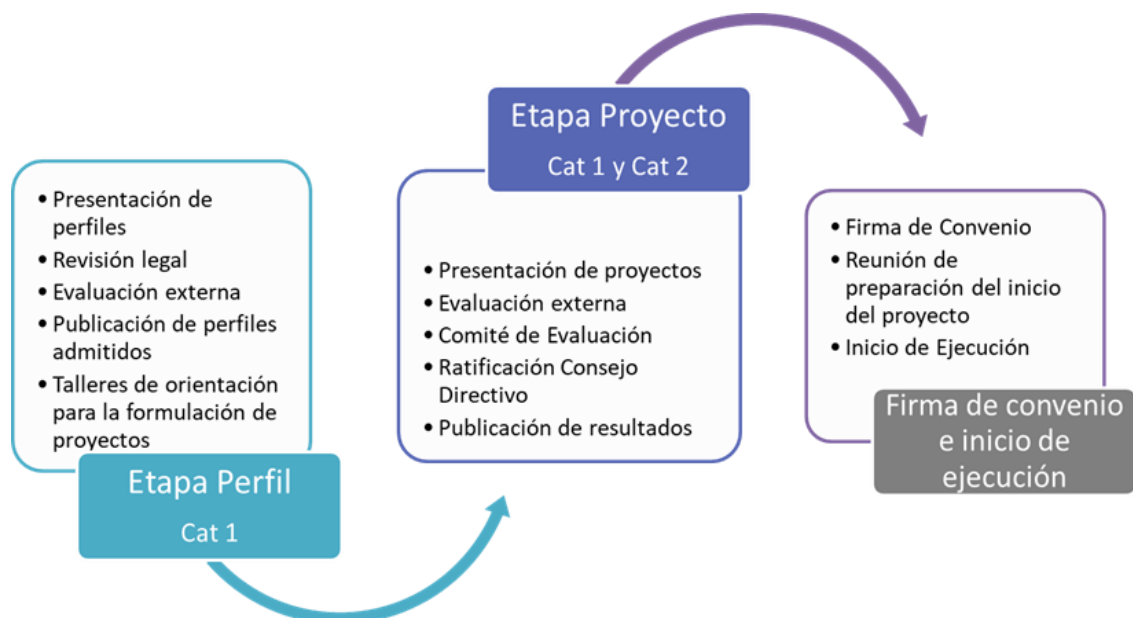 • Presentación de
perfiles
• Revisión legal
• Evaluación externa
• Publicación de perfiles
admitidos
• Talleres de orientación
para la formulación de
proyectos
Etapa Perfil
Cat 1
Etapa Proyecto
Cat 1 y Cat 2
• Presentación de proyectos
• Evaluación externa
• Comité de Evaluación
• Ratificación Consejo
Directivo
• Publicación de resultados
• Firma de Convenio
• Reunión de
preparación del inicio
del proyecto
• Inicio de Ejecución
Firma de convenio
e inicio de
ejecución